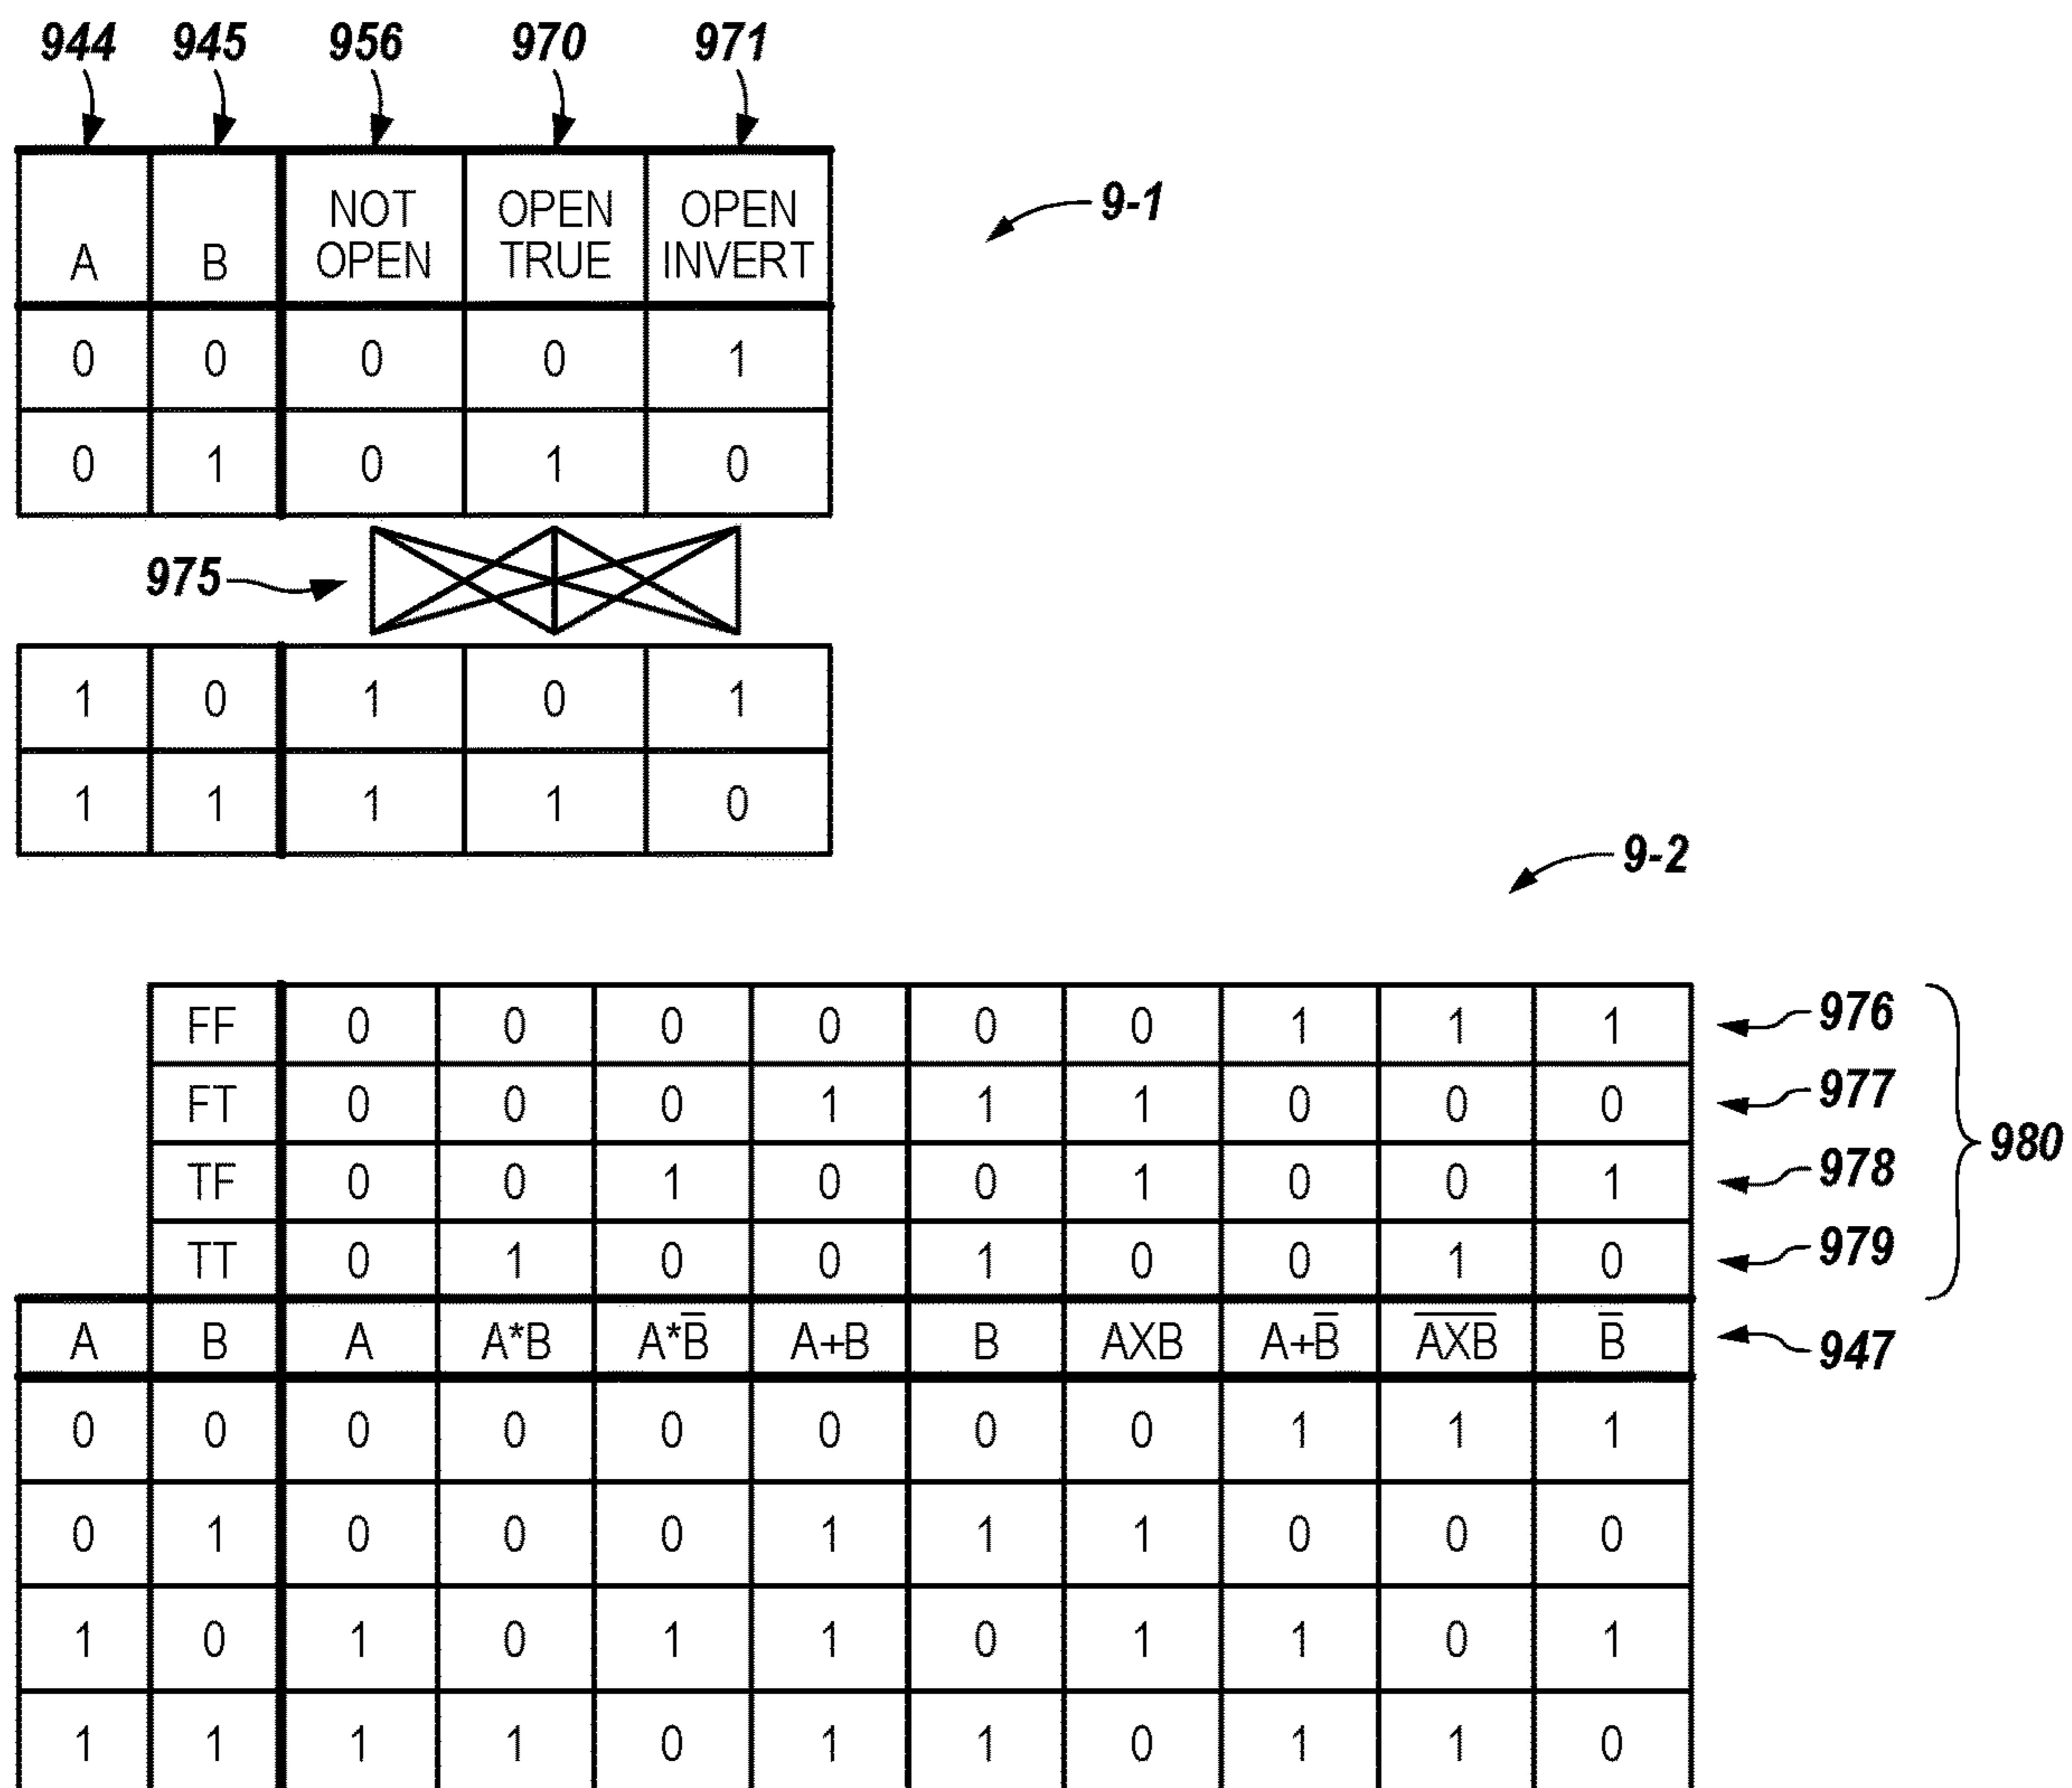 944 945 956 970 971
9-1
A B NOT OPEN OPEN TRUE OPEN INVERT
0 0 0 0 1
0 1 0 1 0
975
1 0 1 0 1
1 1 1 1 0
9-2
FF 0 0 0 0 0 0 1 1 1 976
FT 0 0 0 1 1 1 0 0 0 977
980
TF 0 0 1 0 0 1 0 0 1 978
TT 0 1 0 0 1 0 0 1 0 979
A B A A*B A*B̅ A+B B AXB A+B̅ A̅X̅B̅ B̅ 947
0 0 0 0 0 0 0 0 1 1 1
0 1 0 0 0 1 1 1 0 0 0
1 0 1 0 1 1 0 1 1 0 1
1 1 1 1 0 1 1 0 1 1 0